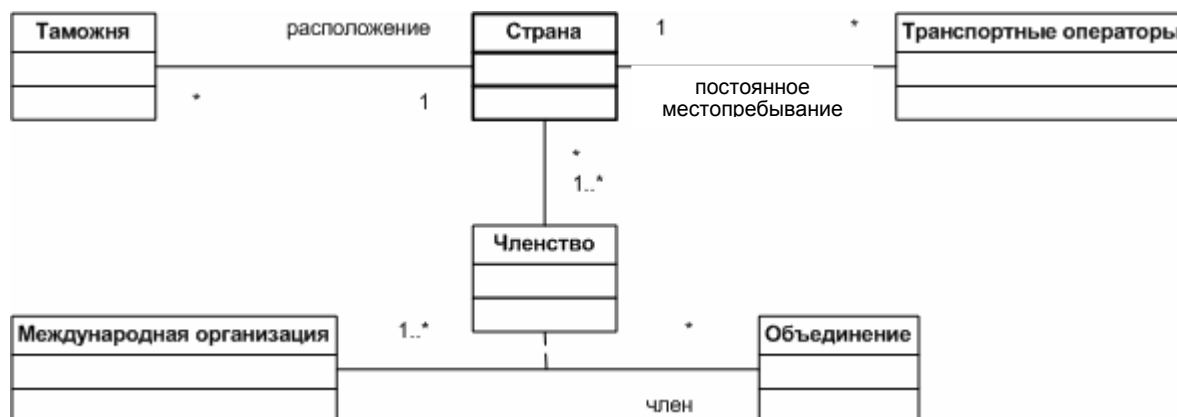 Таможня
расположение
Страна
1
*
Транспортные операторы
*
1
постоянное
местопребывание
*
1..*
Членство
Международная организация
1..*
*
Объединение
член